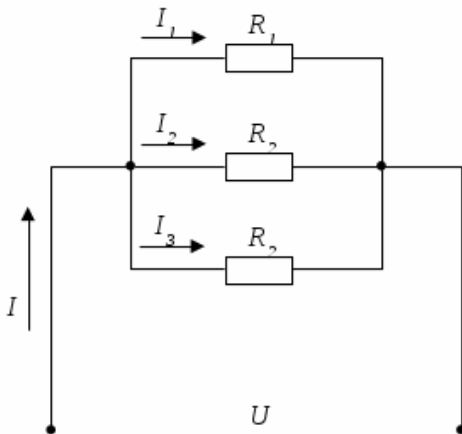 I₁ R₁
I₂ R₂
I₃ R₂
I
U